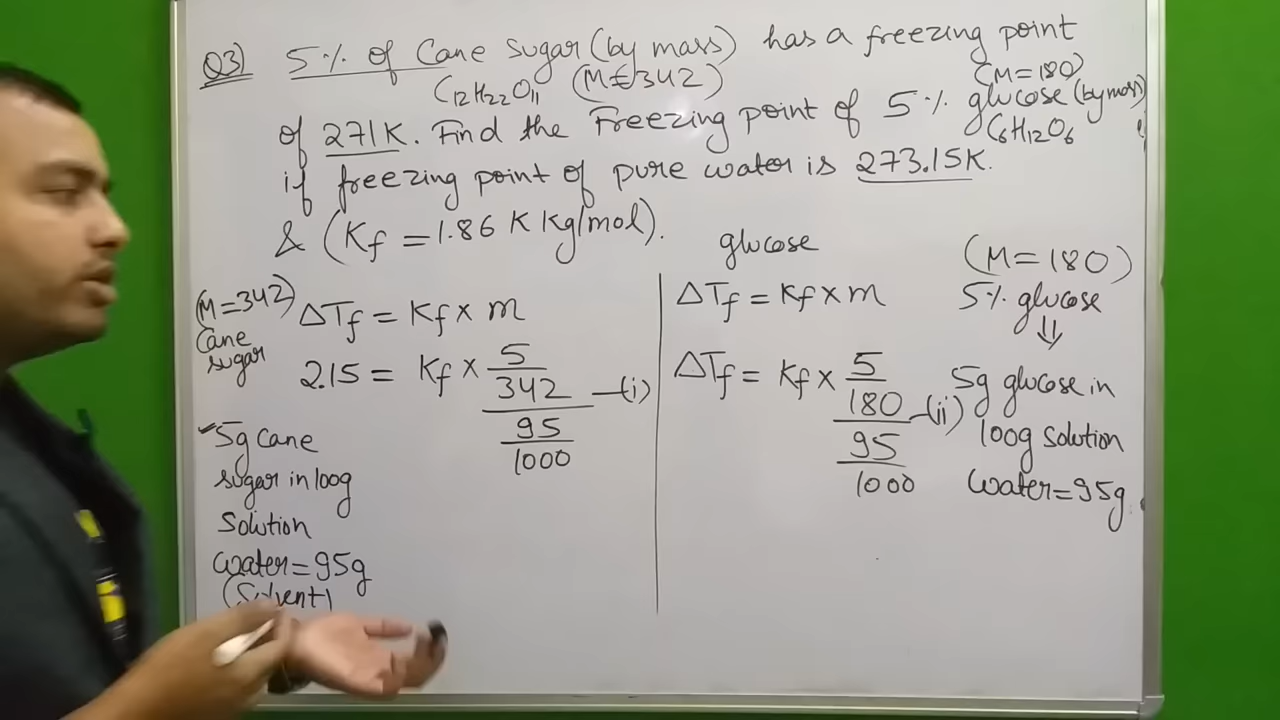 Q3) 5% of Cane sugar (by mass) has a freezing point
C12H22O11 (M=342) (M=180)
of 271K. Find the Freezing point of 5% glucose (by mass)
C6H12O6
if freezing point of pure water is 273.15K.
& (Kf = 1.86 K Kg/mol).
(M=342)
Cane
sugar
ΔTf = Kf × m
2.15 = Kf × 5
342 —(i)
95
1000
5g Cane
sugar in 100g
Solution
water = 95g
(Solvent)
glucose
ΔTf = Kf × m
ΔTf = Kf × 5
180 —(ii)
95
1000
(M = 180)
5% glucose
⇓
5g glucose in
100g solution
water = 95g